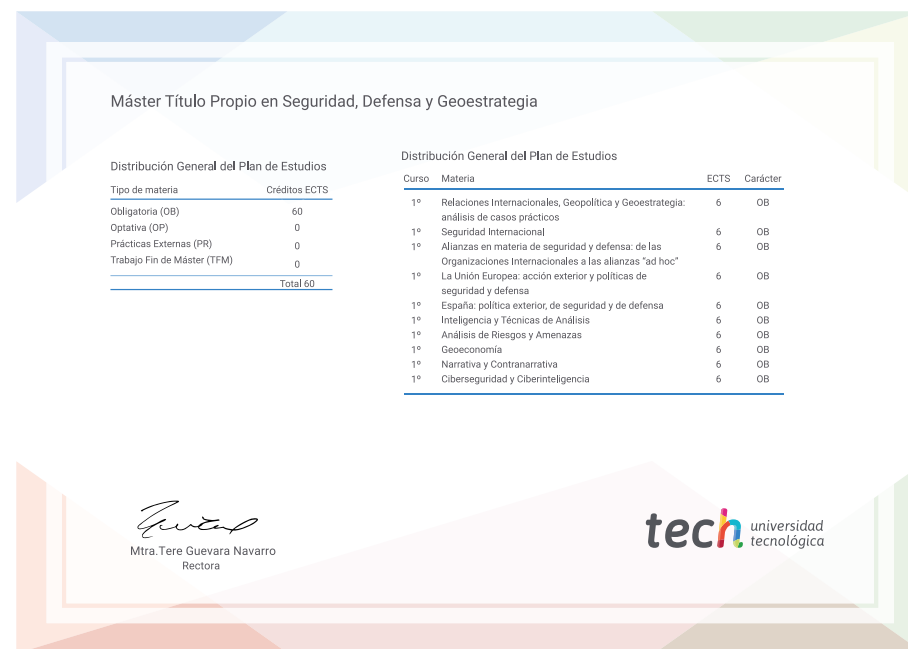 Máster Título Propio en Seguridad, Defensa y Geoestrategia
Distribución General del Plan de Estudios
Tipo de materia Créditos ECTS
Obligatoria (OB) 60
Optativa (OP) 0
Prácticas Externas (PR) 0
Trabajo Fin de Máster (TFM) 0
Total 60
Distribución General del Plan de Estudios
Curso Materia ECTS Carácter
1º Relaciones Internacionales, Geopolítica y Geoestrategia: 6 OB
análisis de casos prácticos
1º Seguridad Internacional 6 OB
1º Alianzas en materia de seguridad y defensa: de las 6 OB
Organizaciones Internacionales a las alianzas “ad hoc”
1º La Unión Europea: acción exterior y políticas de 6 OB
seguridad y defensa
1º España: política exterior, de seguridad y de defensa 6 OB
1º Inteligencia y Técnicas de Análisis 6 OB
1º Análisis de Riesgos y Amenazas 6 OB
1º Geoeconomía 6 OB
1º Narrativa y Contranarrativa 6 OB
1º Ciberseguridad y Ciberinteligencia 6 OB
Mtra.Tere Guevara Navarro
Rectora
tech universidad
tecnológica